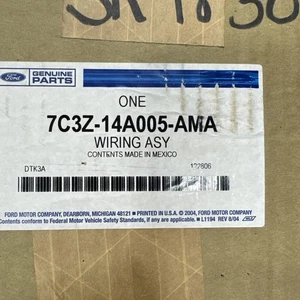 Ford
GENUINE
PARTS
ONE
7C3Z-14A005-AMA
WIRING ASY
CONTENTS MADE IN MEXICO
DTK3A
122606
FORD MOTOR COMPANY, DEARBORN, MICHIGAN 48121 ■ PRINTED IN U.S.A. © 2004, FORD MOTOR COMPANY
Contents conform to Federal Motor Vehicle Safety Standards, if any are applicable. ■ L1194 REV 8/04